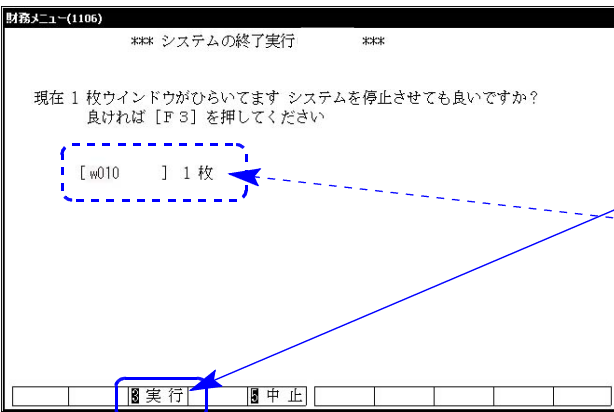 財務メニュー(1106)
*** システムの終了実行 ***
現在 1 枚ウインドウがひらいてます システムを停止させても良いですか?
良ければ [F3] を押してください
[w010 ] 1 枚
3 実 行 5 中 止